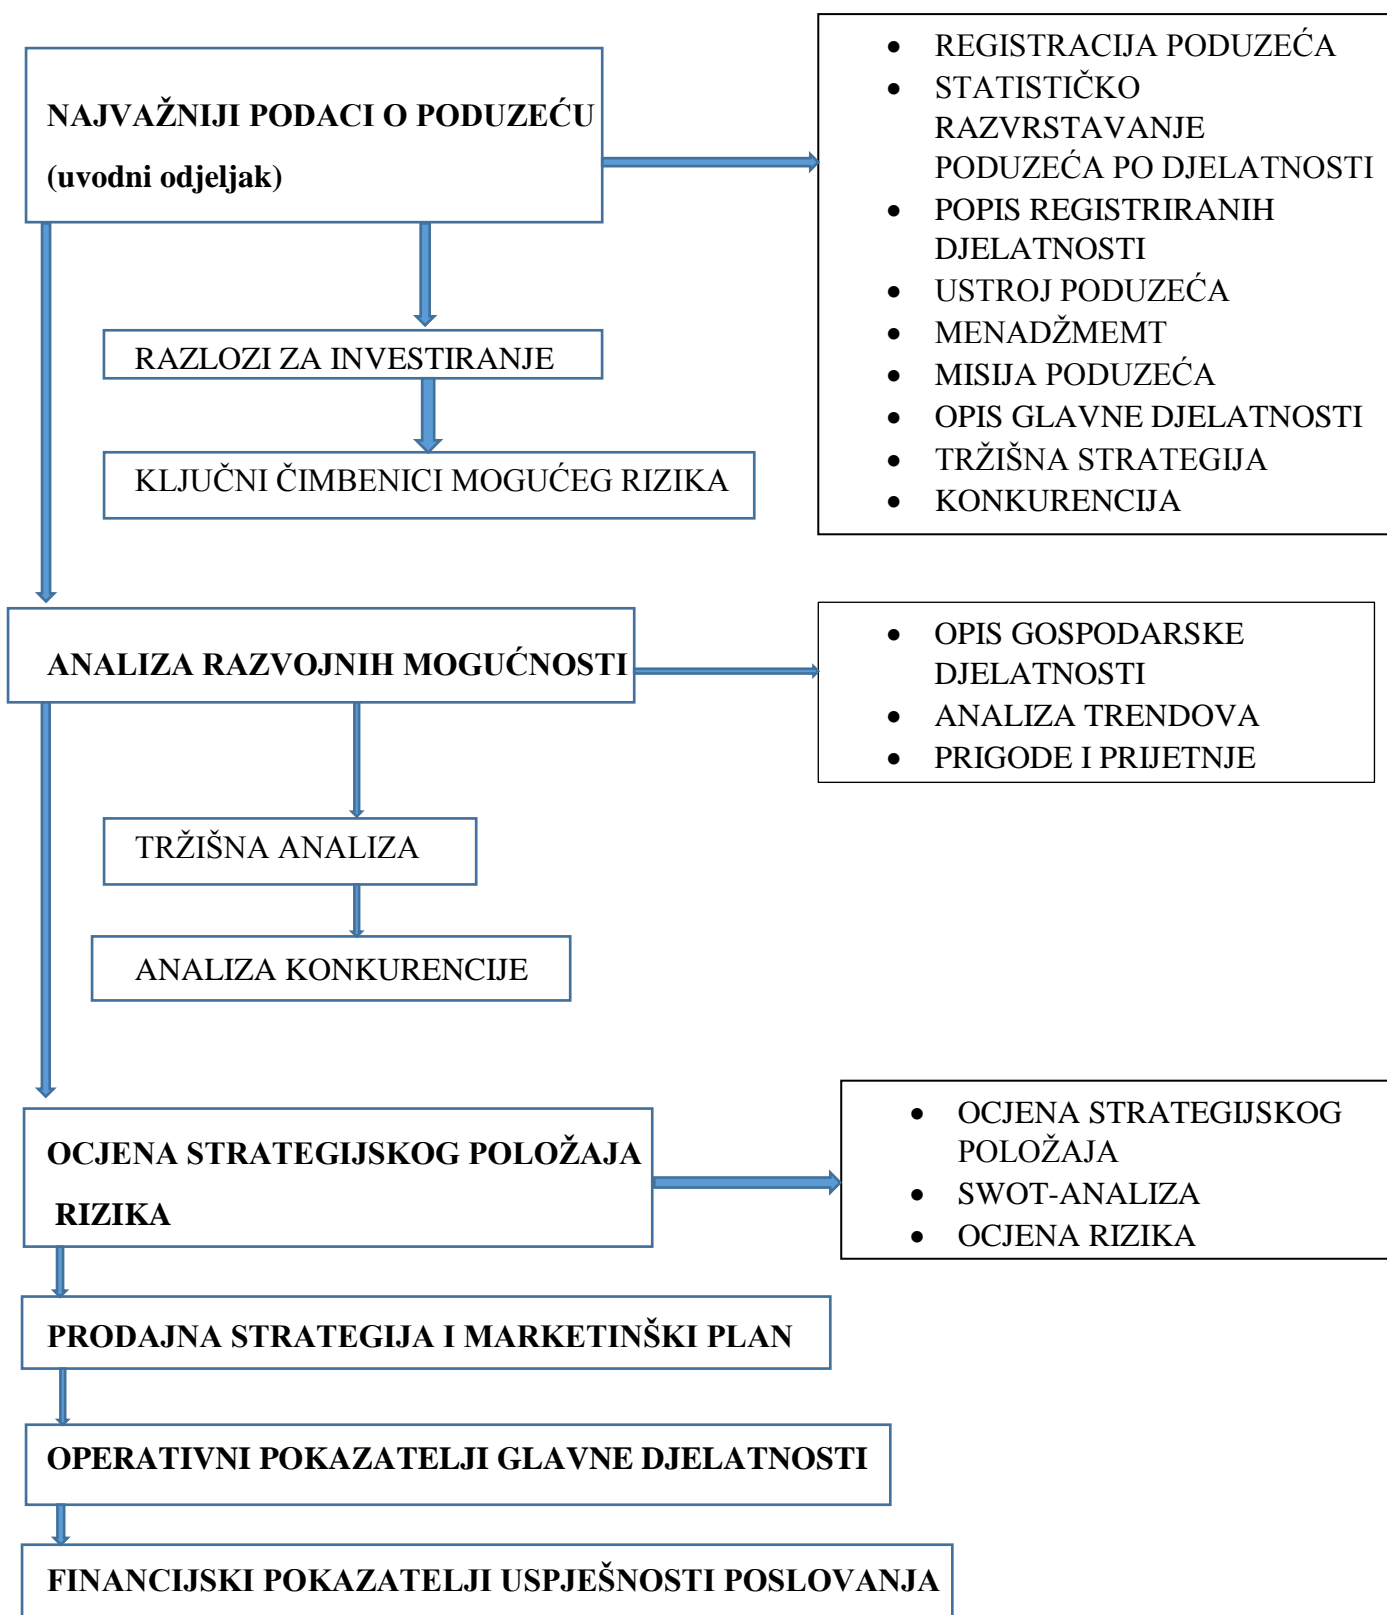 NAJVAŽNIJI PODACI O PODUZEĆU
(uvodni odjeljak)
• REGISTRACIJA PODUZEĆA
• STATISTIČKO
RAZVRSTAVANJE
PODUZEĆA PO DJELATNOSTI
• POPIS REGISTRIRANIH
DJELATNOSTI
• USTROJ PODUZEĆA
• MENADŽMEMT
• MISIJA PODUZEĆA
• OPIS GLAVNE DJELATNOSTI
• TRŽIŠNA STRATEGIJA
• KONKURENCIJA
RAZLOZI ZA INVESTIRANJE
KLJUČNI ČIMBENICI MOGUĆEG RIZIKA
ANALIZA RAZVOJNIH MOGUĆNOSTI
• OPIS GOSPODARSKE
DJELATNOSTI
• ANALIZA TRENDOVA
• PRIGODE I PRIJETNJE
TRŽIŠNA ANALIZA
ANALIZA KONKURENCIJE
OCJENA STRATEGIJSKOG POLOŽAJA
RIZIKA
• OCJENA STRATEGIJSKOG
POLOŽAJA
• SWOT-ANALIZA
• OCJENA RIZIKA
PRODAJNA STRATEGIJA I MARKETINŠKI PLAN
OPERATIVNI POKAZATELJI GLAVNE DJELATNOSTI
FINANCIJSKI POKAZATELJI USPJEŠNOSTI POSLOVANJA